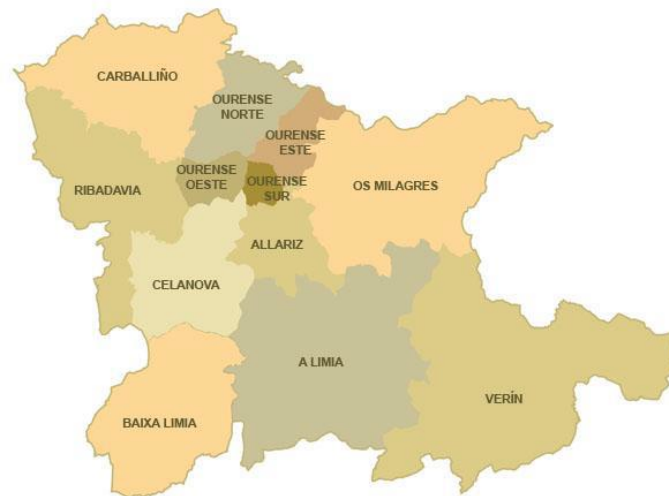 CARBALLIÑO
OURENSE
NORTE
OURENSE
ESTE
OURENSE
OESTE
OURENSE
SUR
RIBADAVIA
OS MILAGRES
ALLARIZ
CELANOVA
A LIMIA
VERÍN
BAIXA LIMIA